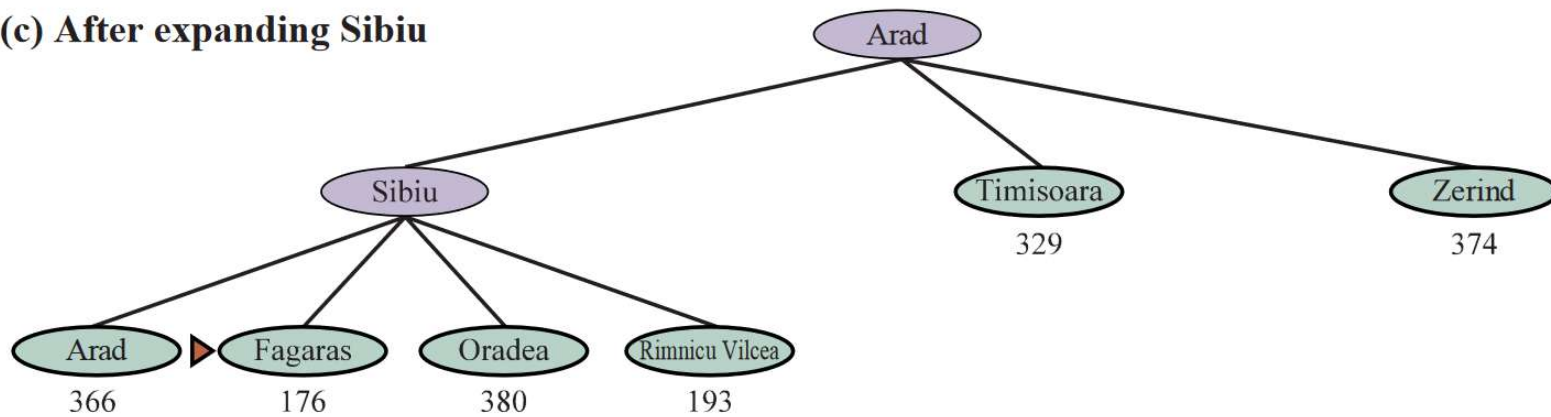 (c) After expanding Sibiu
Arad
Sibiu
Timisoara
Zerind
329
374
Arad
Fagaras
Oradea
Rimnicu Vilcea
366
176
380
193